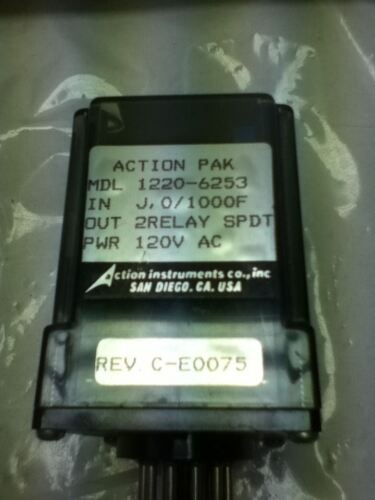 ACTION PAK
MDL 1220-6253
IN J, 0/1000F
OUT 2RELAY SPDT
PWR 120V AC
Action instruments co., inc
SAN DIEGO. CA. USA
REV C-E0075